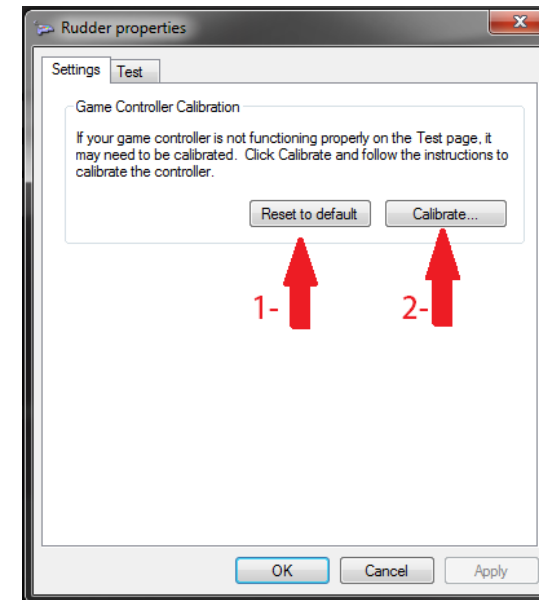 Rudder properties
Settings Test
Game Controller Calibration
If your game controller is not functioning properly on the Test page, it
may need to be calibrated. Click Calibrate and follow the instructions to
calibrate the controller.
Reset to default Calibrate...
1- 2-
OK Cancel Apply